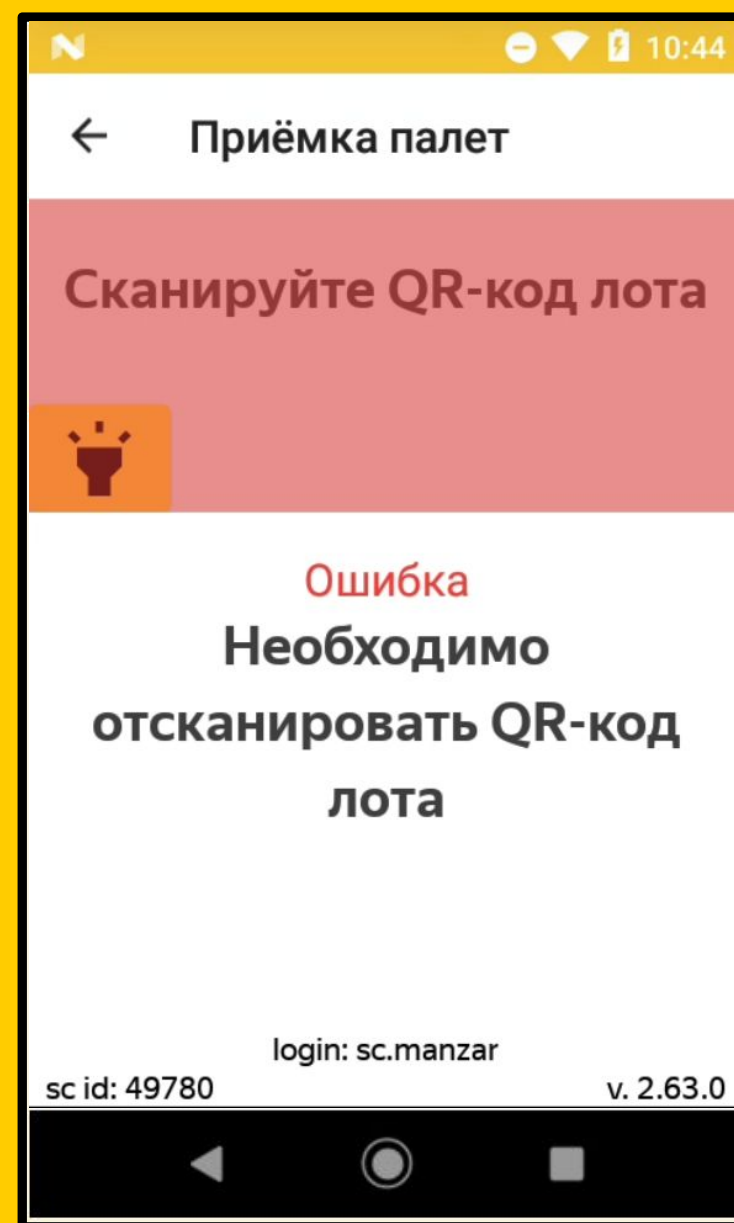 10:44
Приёмка палет
Сканируйте QR-код лота
Ошибка
Необходимо
отсканировать QR-код
лота
login: sc.manzar
sc id: 49780 v. 2.63.0